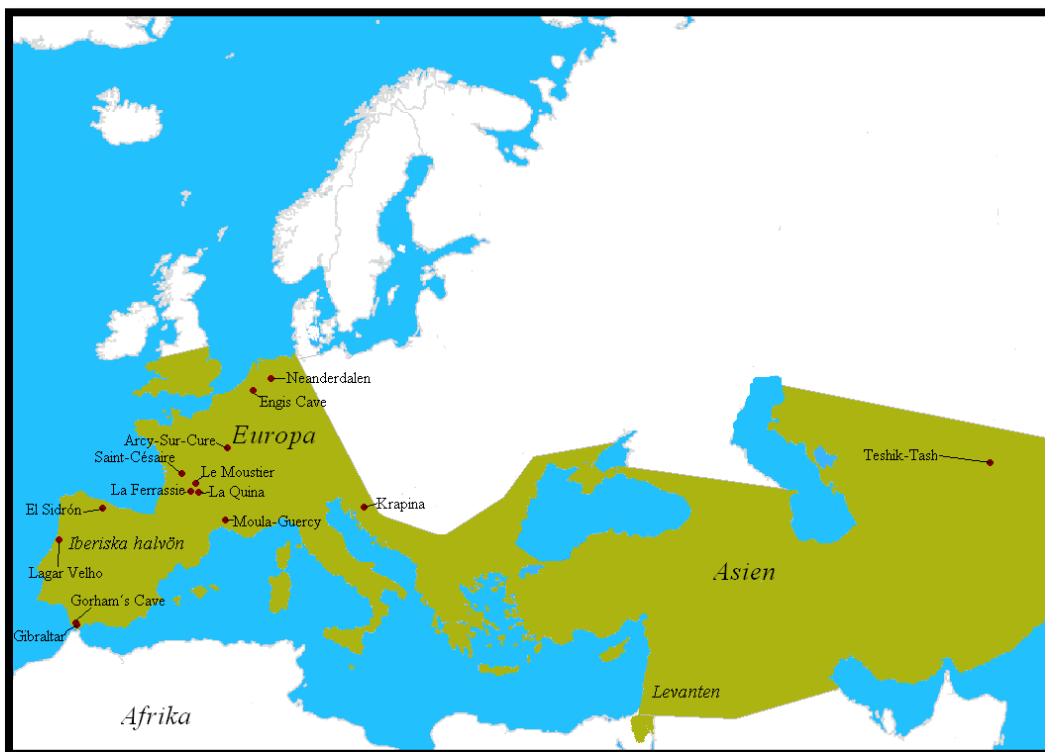 Neanderdalen
Engis Cave
Arcy-Sur-Cure
Europa
Saint-Césaire
Teshik-Tash
Le Moustier
La Ferrassie
La Quina
El Sidrón
Krapina
Moula-Guercy
Iberiska halvön
Lagar Velho
Asien
Gorham´s Cave
Gibraltar
Levanten
Afrika